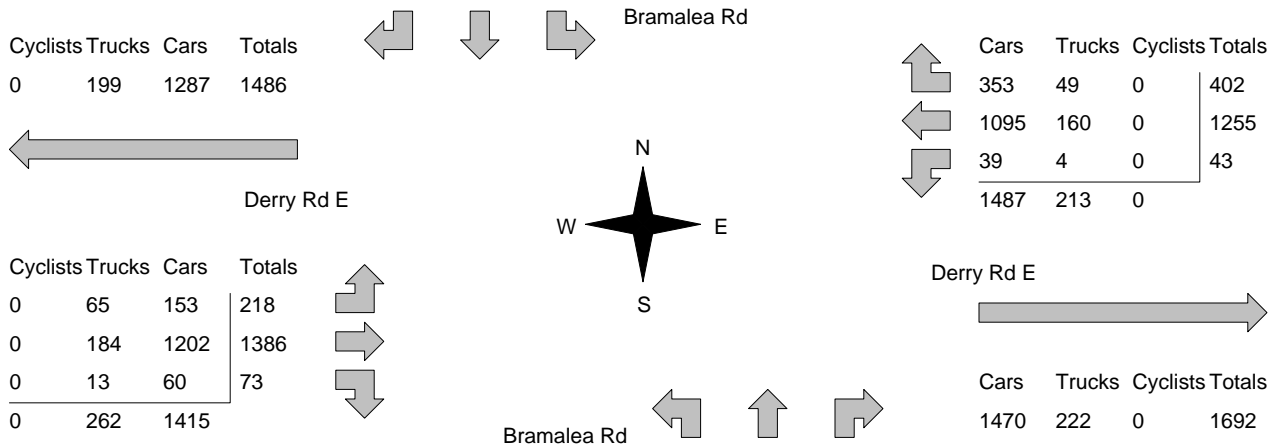 Bramalea Rd
Cyclists Trucks Cars Totals
0 199 1287 1486
Derry Rd E
Cars Trucks Cyclists Totals
353 49 0 402
1095 160 0 1255
39 4 0 43
1487 213 0
N
W E
S
Cyclists Trucks Cars Totals
0 65 153 218
0 184 1202 1386
0 13 60 73
0 262 1415
Derry Rd E
Cars Trucks Cyclists Totals
1470 222 0 1692
Bramalea Rd